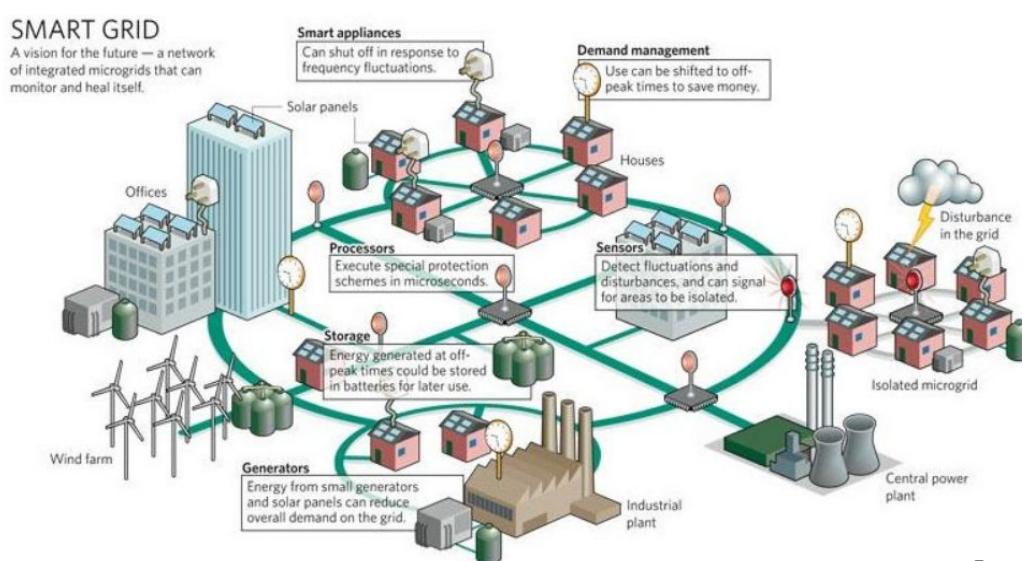 SMART GRID
A vision for the future — a network
of integrated microgrids that can
monitor and heal itself.
Smart appliances
Can shut off in response to
frequency fluctuations.
Demand management
Use can be shifted to off-
peak times to save money.
Solar panels
Houses
Offices
Disturbance
in the grid
Processors
Execute special protection
schemes in microseconds.
Sensors
Detect fluctuations and
disturbances, and can signal
for areas to be isolated.
Storage
Energy generated at off-
peak times could be stored
in batteries for later use.
Isolated microgrid
Wind farm
Generators
Energy from small generators
and solar panels can reduce
overall demand on the grid.
Industrial
plant
Central power
plant